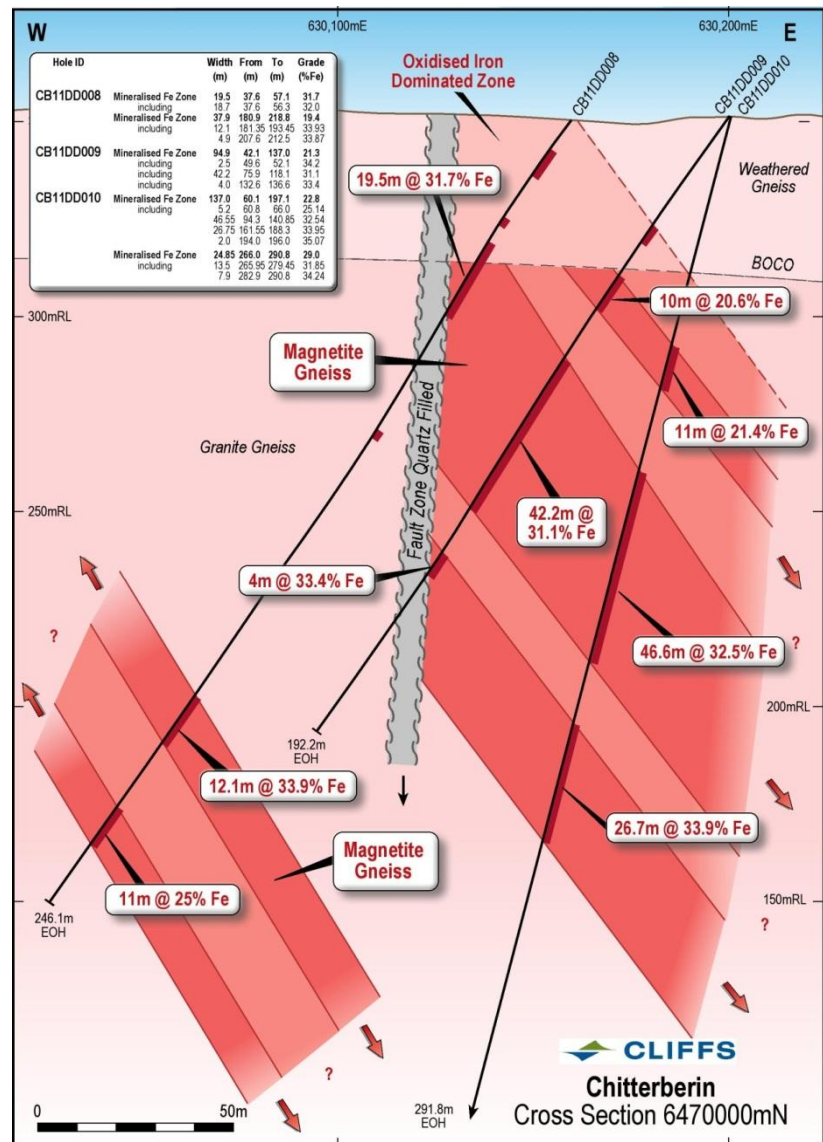 W
630,100mE
630,200mE
E
Hole ID Width From To Grade
(m) (m) (m) (%Fe)
CB11DD008 Mineralised Fe Zone 19.5 37.6 57.1 31.7
including 18.7 37.6 56.3 32.0
Mineralised Fe Zone 37.9 180.9 218.8 19.4
including 12.1 181.35 193.45 33.93
4.9 207.6 212.5 33.87
CB11DD009 Mineralised Fe Zone 94.9 42.1 137.0 21.3
including 2.5 49.6 52.1 34.2
including 42.2 75.9 118.1 31.1
including 4.0 132.6 136.6 33.4
CB11DD010 Mineralised Fe Zone 137.0 60.1 197.1 22.8
including 5.2 60.8 66.0 25.14
46.55 94.3 140.85 32.54
26.75 161.55 188.3 33.95
2.0 194.0 196.0 35.07
Mineralised Fe Zone 24.85 266.0 290.8 29.0
including 13.5 265.95 279.45 31.85
7.9 282.9 290.8 34.24
Oxidised Iron
Dominated Zone
CB11DD008
CB11DD009
CB11DD010
Weathered
Gneiss
19.5m @ 31.7% Fe
BOCO
10m @ 20.6% Fe
300mRL
Magnetite
Gneiss
Fault Zone Quartz Filled
11m @ 21.4% Fe
Granite Gneiss
250mRL
42.2m @
31.1% Fe
4m @ 33.4% Fe
?
?
46.6m @ 32.5% Fe
200mRL
192.2m
EOH
12.1m @ 33.9% Fe
26.7m @ 33.9% Fe
Magnetite
Gneiss
11m @ 25% Fe
150mRL
246.1m
EOH
?
?
CLIFFS
Chitterberin
Cross Section 6470000mN
0 50m
291.8m
EOH